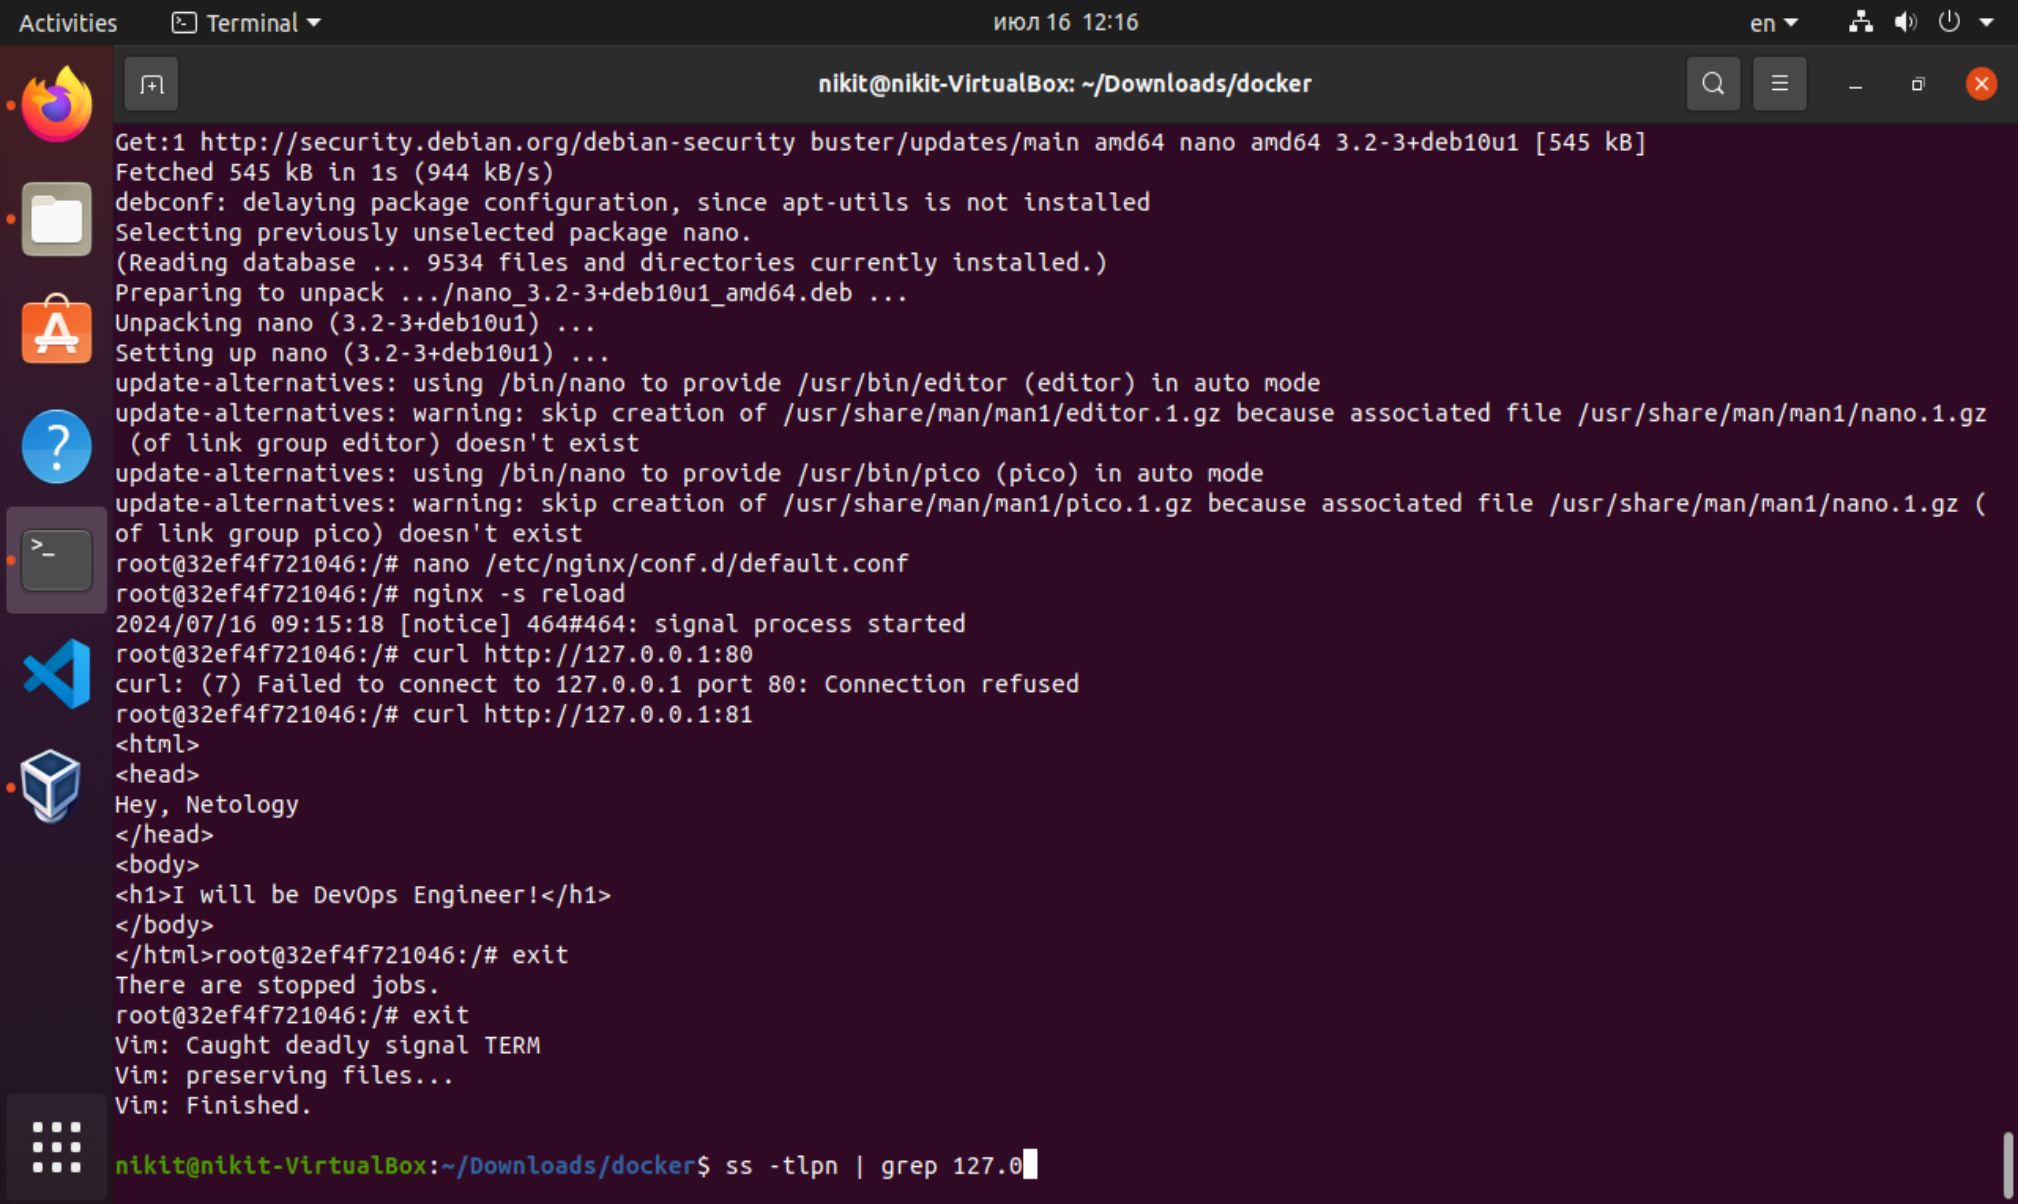 Activities
Terminal
июл 16 12:16
en
nikit@nikit-VirtualBox: ~/Downloads/docker
Get:1 http://security.debian.org/debian-security buster/updates/main amd64 nano amd64 3.2-3+deb10u1 [545 kB]
Fetched 545 kB in 1s (944 kB/s)
debconf: delaying package configuration, since apt-utils is not installed
Selecting previously unselected package nano.
(Reading database ... 9534 files and directories currently installed.)
Preparing to unpack .../nano_3.2-3+deb10u1_amd64.deb ...
Unpacking nano (3.2-3+deb10u1) ...
Setting up nano (3.2-3+deb10u1) ...
update-alternatives: using /bin/nano to provide /usr/bin/editor (editor) in auto mode
update-alternatives: warning: skip creation of /usr/share/man/man1/editor.1.gz because associated file /usr/share/man/man1/nano.1.gz
 (of link group editor) doesn't exist
update-alternatives: using /bin/nano to provide /usr/bin/pico (pico) in auto mode
update-alternatives: warning: skip creation of /usr/share/man/man1/pico.1.gz because associated file /usr/share/man/man1/nano.1.gz (
of link group pico) doesn't exist
root@32ef4f721046:/# nano /etc/nginx/conf.d/default.conf
root@32ef4f721046:/# nginx -s reload
2024/07/16 09:15:18 [notice] 464#464: signal process started
root@32ef4f721046:/# curl http://127.0.0.1:80
curl: (7) Failed to connect to 127.0.0.1 port 80: Connection refused
root@32ef4f721046:/# curl http://127.0.0.1:81
<html>
<head>
Hey, Netology
</head>
<body>
<h1>I will be DevOps Engineer!</h1>
</body>
</html>root@32ef4f721046:/# exit
There are stopped jobs.
root@32ef4f721046:/# exit
Vim: Caught deadly signal TERM
Vim: preserving files...
Vim: Finished.
nikit@nikit-VirtualBox:~/Downloads/docker$ ss -tlpn | grep 127.0